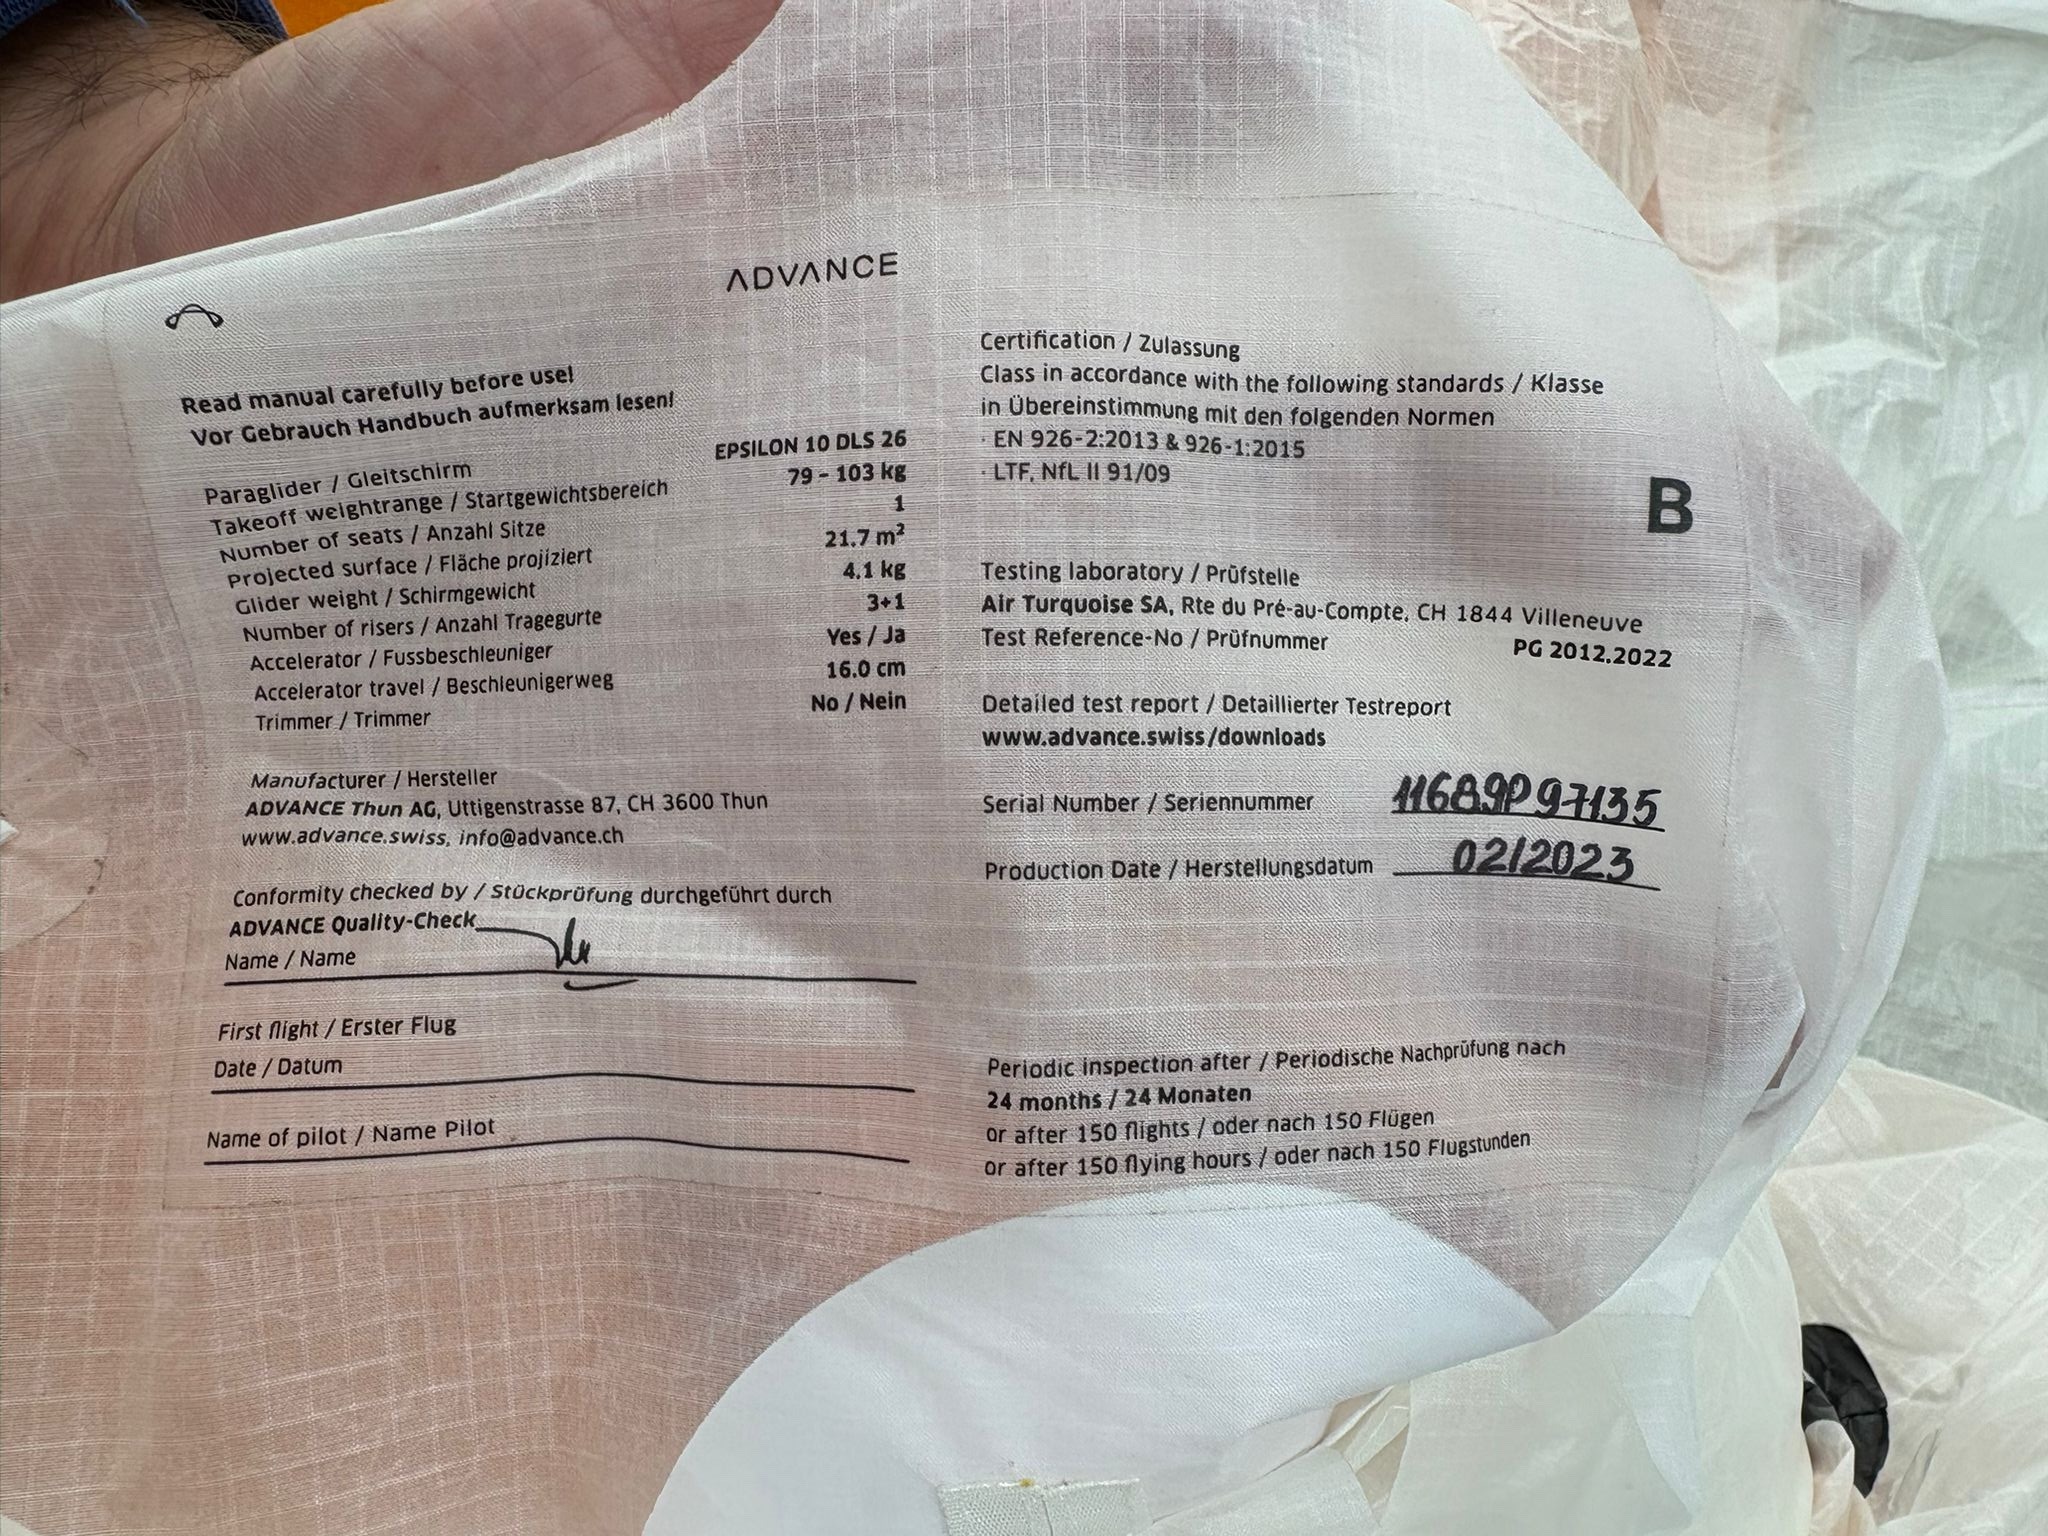 ADVANCE
Read manual carefully before use!
Vor Gebrauch Handbuch aufmerksam lesen!
Paraglider / Gleitschirm EPSILON 10 DLS 26
Takeoff weightrange / Startgewichtsbereich 79 – 103 kg
Number of seats / Anzahl Sitze 1
Projected surface / Fläche projiziert 21.7 m²
Glider weight / Schirmgewicht 4.1 kg
Number of risers / Anzahl Tragegurte 3+1
Accelerator / Fussbeschleuniger Yes / Ja
Accelerator travel / Beschleunigerweg 16.0 cm
Trimmer / Trimmer No / Nein
Manufacturer / Hersteller
ADVANCE Thun AG, Uttigenstrasse 87, CH 3600 Thun
www.advance.swiss, info@advance.ch
Conformity checked by / Stückprüfung durchgeführt durch
ADVANCE Quality-Check
Name / Name
First flight / Erster Flug
Date / Datum
Name of pilot / Name Pilot
Certification / Zulassung
Class in accordance with the following standards / Klasse
in Übereinstimmung mit den folgenden Normen
· EN 926-2:2013 & 926-1:2015
· LTF, NfL II 91/09
B
Testing laboratory / Prüfstelle
Air Turquoise SA, Rte du Pré-au-Compte, CH 1844 Villeneuve
Test Reference-No / Prüfnummer PG 2012.2022
Detailed test report / Detaillierter Testreport
www.advance.swiss/downloads
Serial Number / Seriennummer 11689P97135
Production Date / Herstellungsdatum 02/2023
Periodic inspection after / Periodische Nachprüfung nach
24 months / 24 Monaten
or after 150 flights / oder nach 150 Flügen
or after 150 flying hours / oder nach 150 Flugstunden